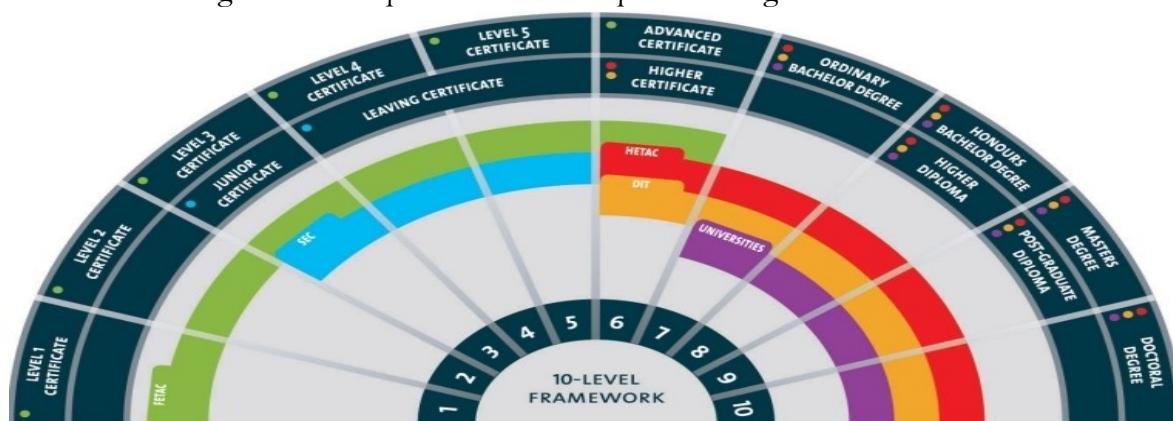 LEVEL 1
CERTIFICATE
LEVEL 2
CERTIFICATE
LEVEL 3
CERTIFICATE
JUNIOR
CERTIFICATE
LEVEL 4
CERTIFICATE
LEVEL 5
CERTIFICATE
LEAVING CERTIFICATE
ADVANCED
CERTIFICATE
HIGHER
CERTIFICATE
ORDINARY
BACHELOR DEGREE
HONOURS
BACHELOR DEGREE
HIGHER
DIPLOMA
MASTERS
DEGREE
POST-GRADUATE
DIPLOMA
DOCTORAL
DEGREE
FETAC
SEC
HETAC
DIT
UNIVERSITIES
1
2
3
4
5
6
7
8
9
10
10-LEVEL
FRAMEWORK